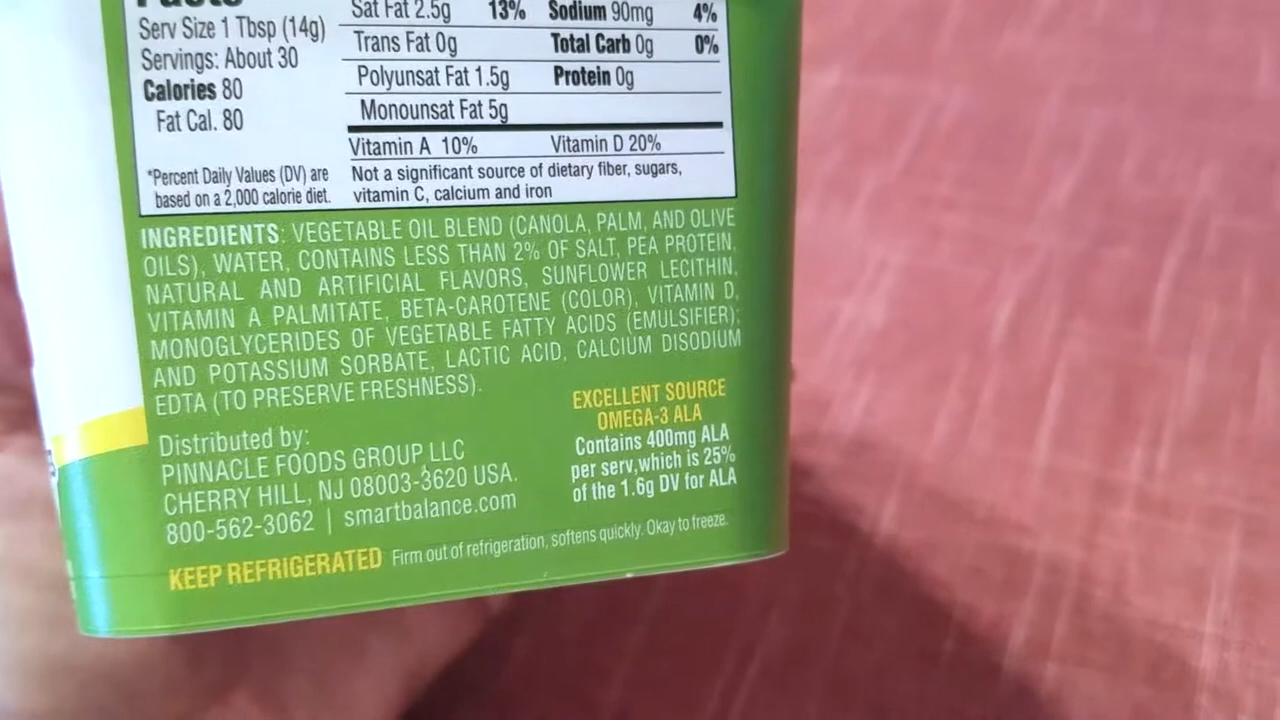 Facts
Serv Size 1 Tbsp (14g)
Servings: About 30
Calories 80
Fat Cal. 80
*Percent Daily Values (DV) are
based on a 2,000 calorie diet.
Sat Fat 2.5g 13% Sodium 90mg 4%
Trans Fat 0g Total Carb 0g 0%
Polyunsat Fat 1.5g Protein 0g
Monounsat Fat 5g
Vitamin A 10% Vitamin D 20%
Not a significant source of dietary fiber, sugars,
vitamin C, calcium and iron
INGREDIENTS: VEGETABLE OIL BLEND (CANOLA, PALM, AND OLIVE
OILS), WATER, CONTAINS LESS THAN 2% OF SALT, PEA PROTEIN,
NATURAL AND ARTIFICIAL FLAVORS, SUNFLOWER LECITHIN,
VITAMIN A PALMITATE, BETA-CAROTENE (COLOR), VITAMIN D,
MONOGLYCERIDES OF VEGETABLE FATTY ACIDS (EMULSIFIER);
AND POTASSIUM SORBATE, LACTIC ACID, CALCIUM DISODIUM
EDTA (TO PRESERVE FRESHNESS).
Distributed by:
PINNACLE FOODS GROUP LLC
CHERRY HILL, NJ 08003-3620 USA.
800-562-3062 | smartbalance.com
EXCELLENT SOURCE
OMEGA-3 ALA
Contains 400mg ALA
per serv,which is 25%
of the 1.6g DV for ALA
KEEP REFRIGERATED Firm out of refrigeration, softens quickly. Okay to freeze.